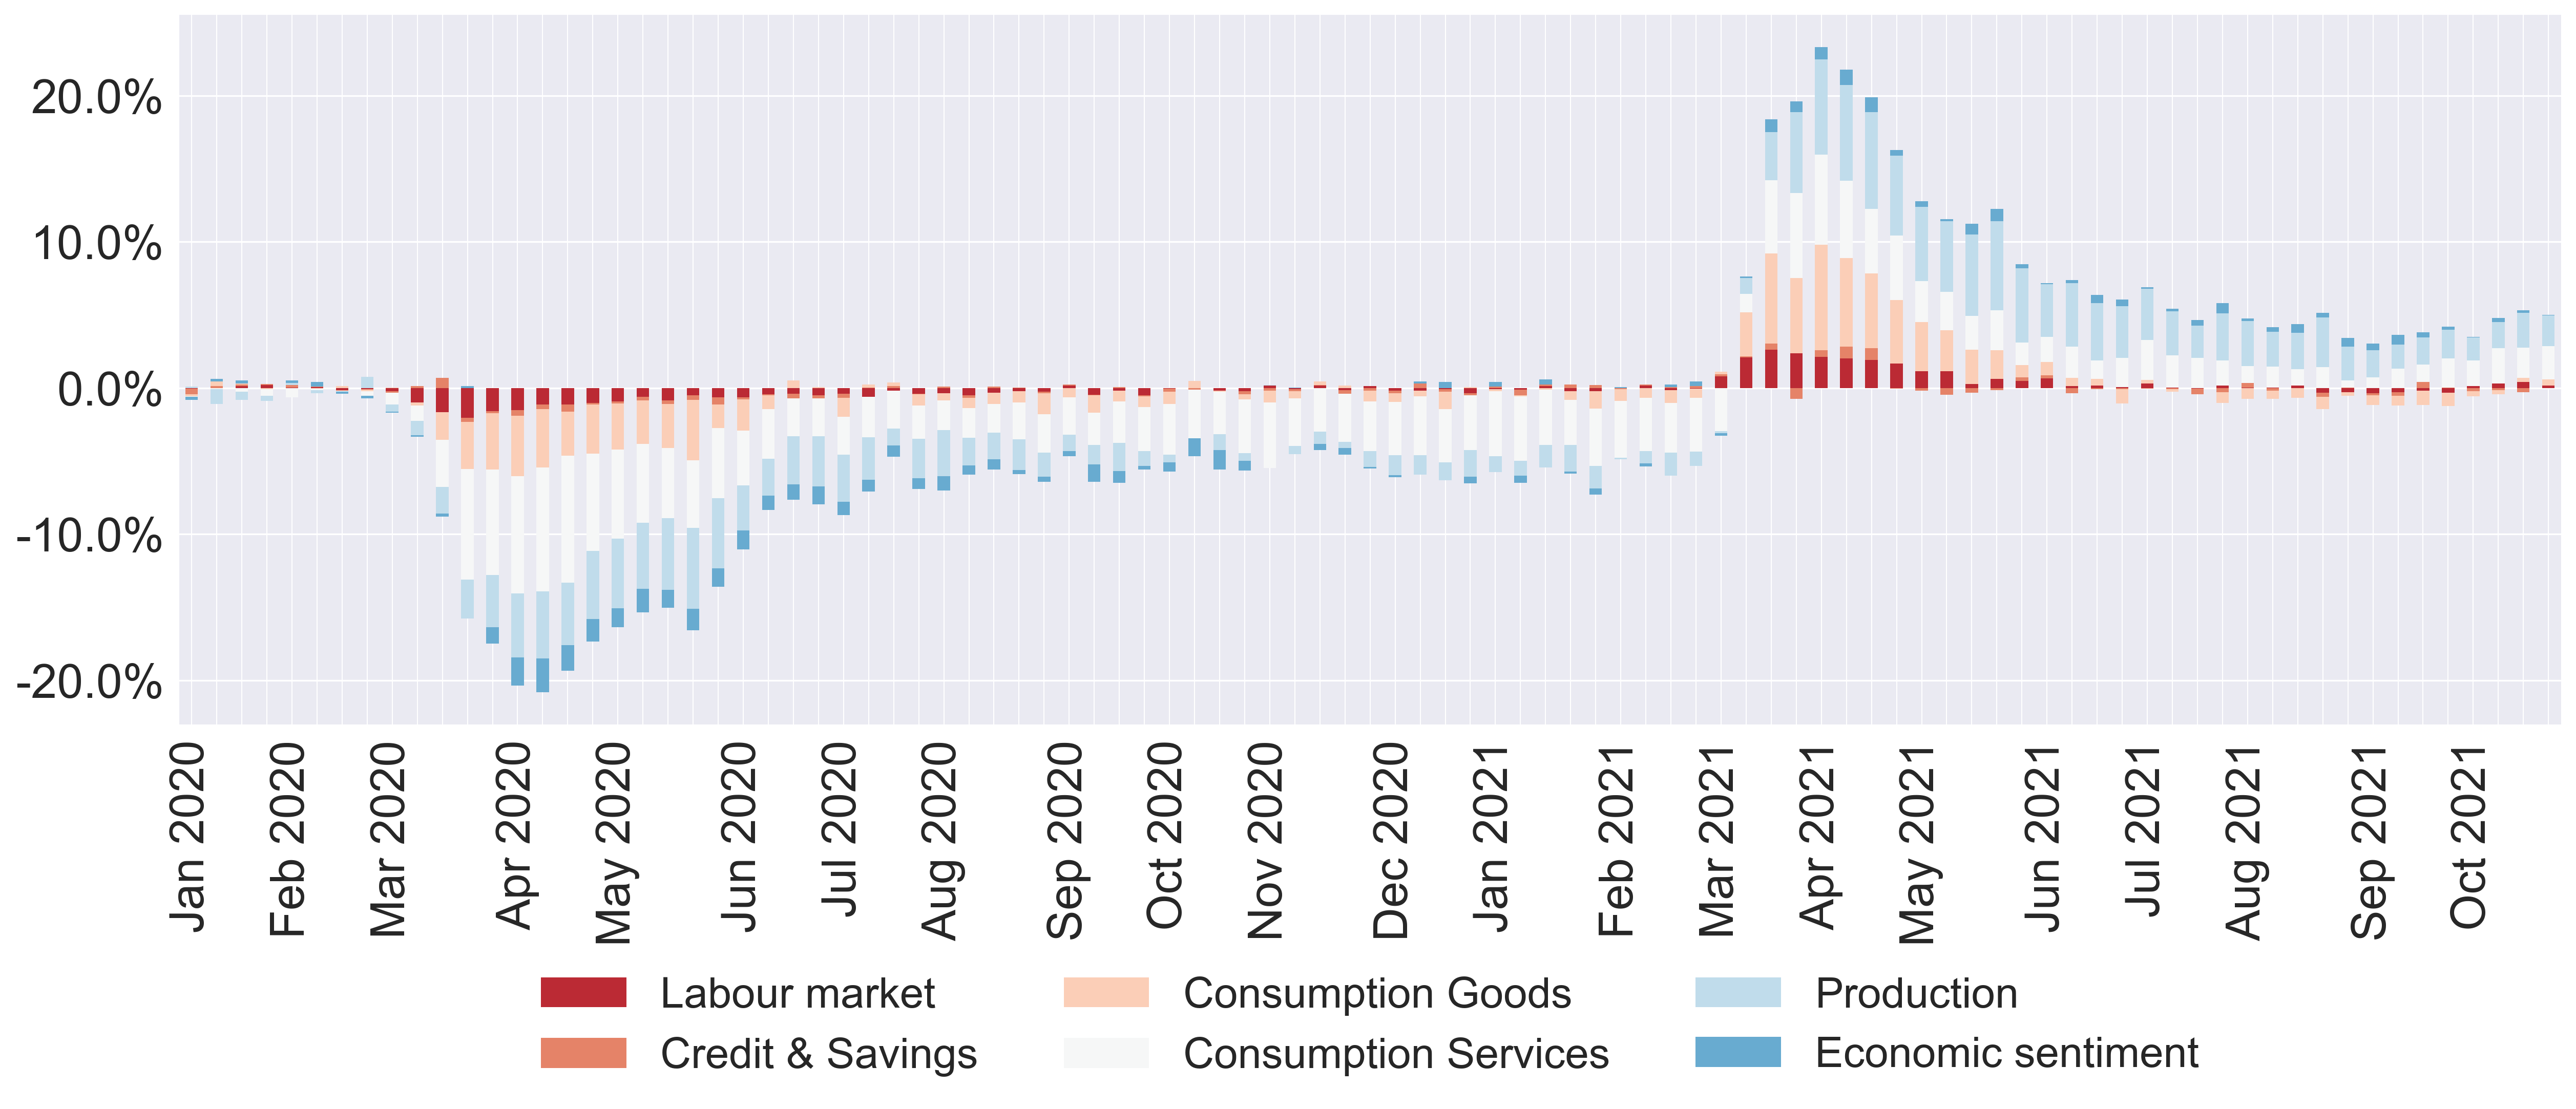 20.0%
10.0%
0.0%
-10.0%
-20.0%
Jan 2020
Feb 2020
Mar 2020
Apr 2020
May 2020
Jun 2020
Jul 2020
Aug 2020
Sep 2020
Oct 2020
Nov 2020
Dec 2020
Jan 2021
Feb 2021
Mar 2021
Apr 2021
May 2021
Jun 2021
Jul 2021
Aug 2021
Sep 2021
Oct 2021
Labour market
Consumption Goods
Production
Credit & Savings
Consumption Services
Economic sentiment